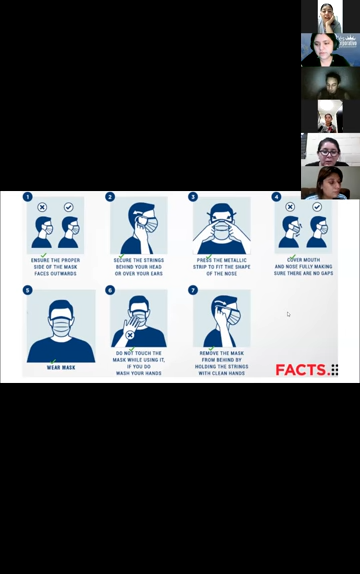 1
ENSURE THE PROPER
SIDE OF THE MASK
FACES OUTWARDS
2
SECURE THE STRINGS
BEHIND YOUR HEAD
OR OVER YOUR EARS
3
PRESS THE METALLIC
STRIP TO FIT THE SHAPE
OF THE NOSE
4
COVER MOUTH
AND NOSE FULLY MAKING
SURE THERE ARE NO GAPS
5
WEAR MASK
6
DO NOT TOUCH THE
MASK WHILE USING IT,
IF YOU DO
WASH YOUR HANDS
7
REMOVE THE MASK
FROM BEHIND BY
HOLDING THE STRINGS
WITH CLEAN HANDS
FACTS.